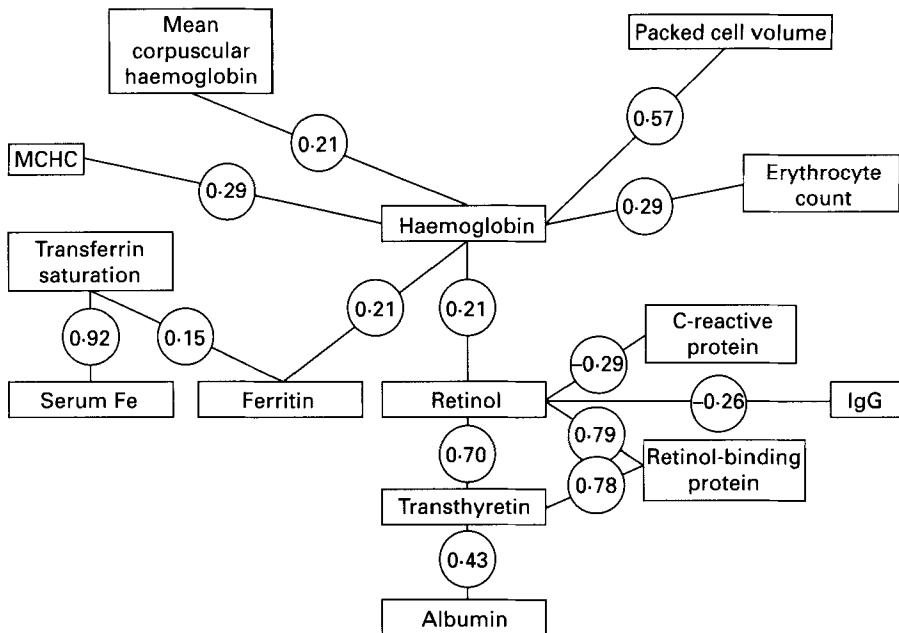 Mean
corpuscular
haemoglobin
Packed cell volume
0·57
0·21
MCHC
0·29
Erythrocyte
count
0·29
Haemoglobin
Transferrin
saturation
0·21
0·21
0·92
0·15
C-reactive
protein
–0·29
Serum Fe
Ferritin
Retinol
–0·26
IgG
0·79
0·70
Retinol-binding
protein
0·78
Transthyretin
0·43
Albumin